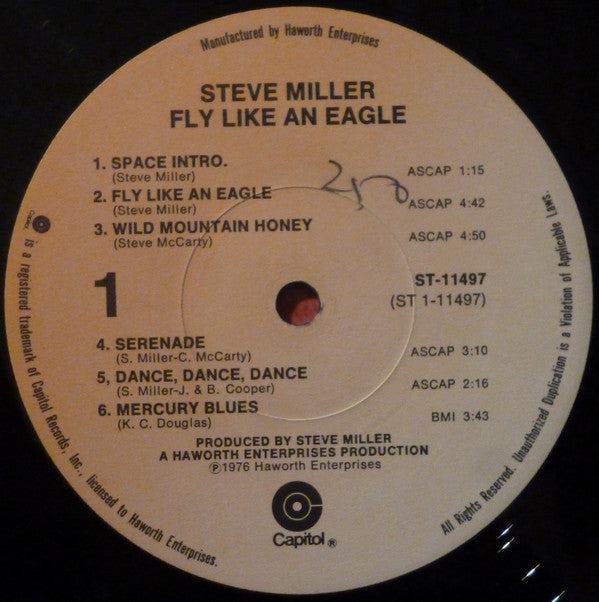 Manufactured by Haworth Enterprises
STEVE MILLER
FLY LIKE AN EAGLE
1. SPACE INTRO. ASCAP 1:15
(Steve Miller)
2. FLY LIKE AN EAGLE ASCAP 4:42
(Steve Miller)
3. WILD MOUNTAIN HONEY ASCAP 4:50
(Steve McCarty)
1
ST-11497
(ST 1-11497)
4. SERENADE ASCAP 3:10
(S. Miller-C. McCarty)
5, DANCE, DANCE, DANCE ASCAP 2:16
(S. Miller-J. & B. Cooper)
6. MERCURY BLUES BMI 3:43
(K. C. Douglas)
PRODUCED BY STEVE MILLER
A HAWORTH ENTERPRISES PRODUCTION
Ⓟ1976 Haworth Enterprises
Capitol®
CAPITOL is a registered trademark of Capitol Records, Inc., licensed to Haworth Enterprises.
All Rights Reserved. Unauthorized Duplication is a Violation of Applicable Laws.